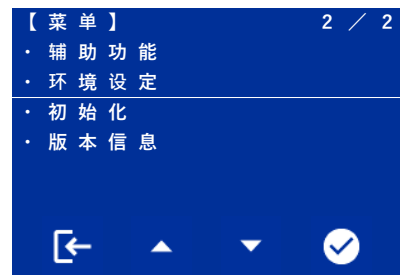 【菜单】 2／2
・辅助功能
・环境设定
・初始化
・版本信息